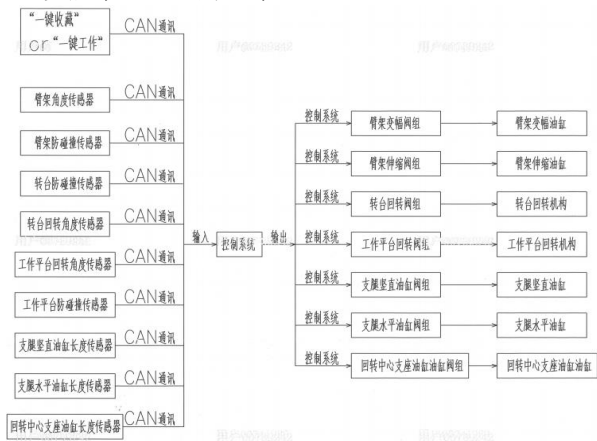 “一键收藏”
or “一键工作”
CAN通讯
臂架角度传感器
CAN通讯
臂架防碰撞传感器
CAN通讯
转台防碰撞传感器
CAN通讯
转台回转角度传感器
CAN通讯
工作平台回转角度传感器
CAN通讯
工作平台防碰撞传感器
CAN通讯
支腿竖直油缸长度传感器
CAN通讯
支腿水平油缸长度传感器
CAN通讯
回转中心支座油缸长度传感器
CAN通讯
输入
控制系统
输出
控制系统
臂架变幅阀组
臂架变幅油缸
控制系统
臂架伸缩阀组
臂架伸缩油缸
控制系统
转台回转阀组
转台回转机构
控制系统
工作平台回转阀组
工作平台回转机构
控制系统
支腿竖直油缸阀组
支腿竖直油缸
控制系统
支腿水平油缸阀组
支腿水平油缸
控制系统
回转中心支座油缸油缸阀组
回转中心支座油缸油缸